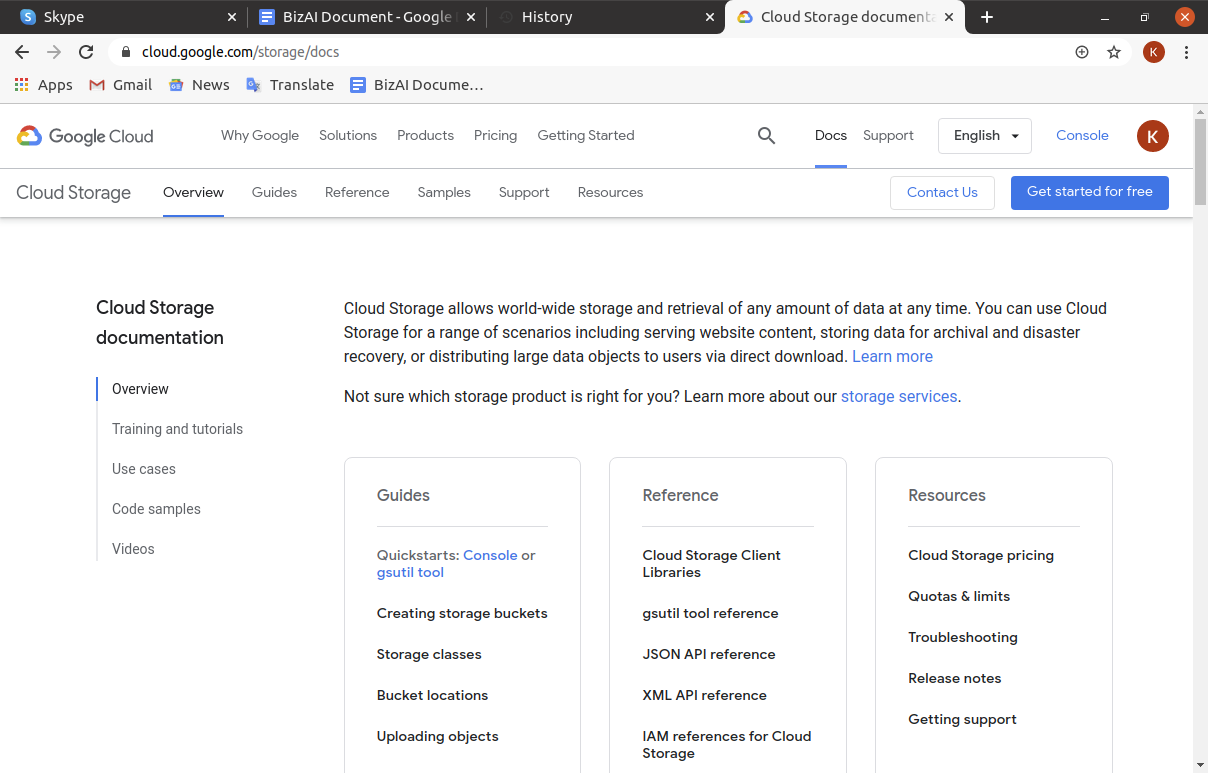 Skype
BizAI Document - Google
History
Cloud Storage document
cloud.google.com/storage/docs
K
Apps
Gmail
News
Translate
BizAI Docume…
Google Cloud
Why Google
Solutions
Products
Pricing
Getting Started
Docs
Support
English
Console
K
Cloud Storage
Overview
Guides
Reference
Samples
Support
Resources
Contact Us
Get started for free
Cloud Storage
documentation
Overview
Training and tutorials
Use cases
Code samples
Videos
Cloud Storage allows world-wide storage and retrieval of any amount of data at any time. You can use Cloud
Storage for a range of scenarios including serving website content, storing data for archival and disaster
recovery, or distributing large data objects to users via direct download. Learn more
Not sure which storage product is right for you? Learn more about our storage services.
Guides
Quickstarts: Console or
gsutil tool
Creating storage buckets
Storage classes
Bucket locations
Uploading objects
Reference
Cloud Storage Client
Libraries
gsutil tool reference
JSON API reference
XML API reference
IAM references for Cloud
Storage
Resources
Cloud Storage pricing
Quotas & limits
Troubleshooting
Release notes
Getting support